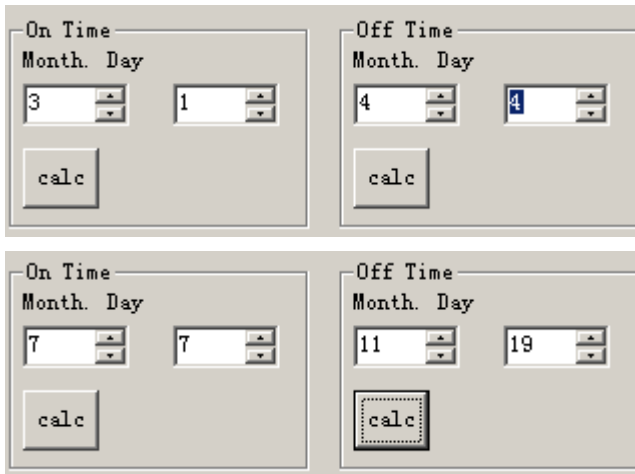 On Time
Month. Day
3 1
calc
Off Time
Month. Day
4 4
calc
On Time
Month. Day
7 7
calc
Off Time
Month. Day
11 19
calc